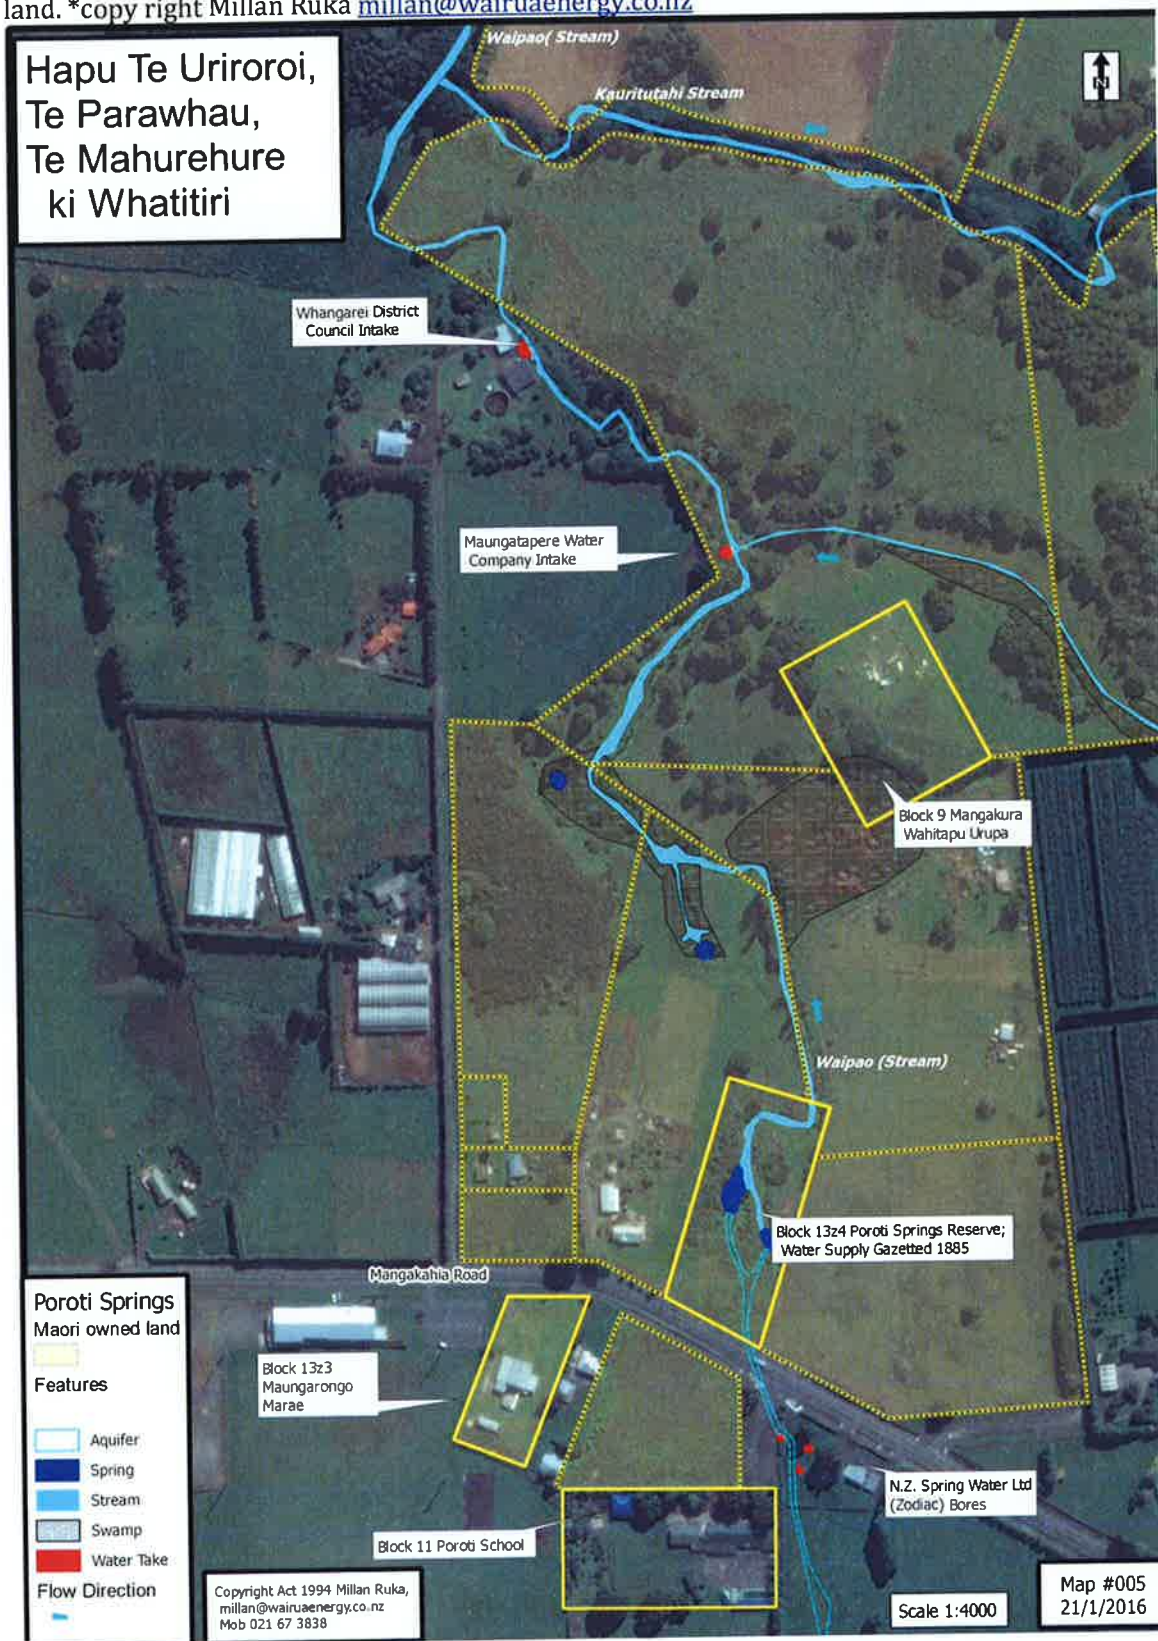 land. *copy right Millan Ruka millan@wairuaenergy.co.nz
Hapu Te Uriroroi,
Te Parawhau,
Te Mahurehure
ki Whatitiri
Waipao( Stream)
Kauritutahi Stream
N
Whangarei District
Council Intake
Maungatapere Water
Company Intake
Block 9 Mangakura
Wahitapu Urupa
Waipao (Stream)
Block 13z4 Poroti Springs Reserve;
Water Supply Gazetted 1885
Mangakahia Road
Poroti Springs
Maori owned land
Features
Aquifer
Spring
Stream
Swamp
Water Take
Flow Direction
Block 13z3
Maungarongo
Marae
N.Z. Spring Water Ltd
(Zodiac) Bores
Block 11 Poroti School
Copyright Act 1994 Millan Ruka,
millan@wairuaenergy.co.nz
Mob 021 67 3838
Scale 1:4000
Map #005
21/1/2016